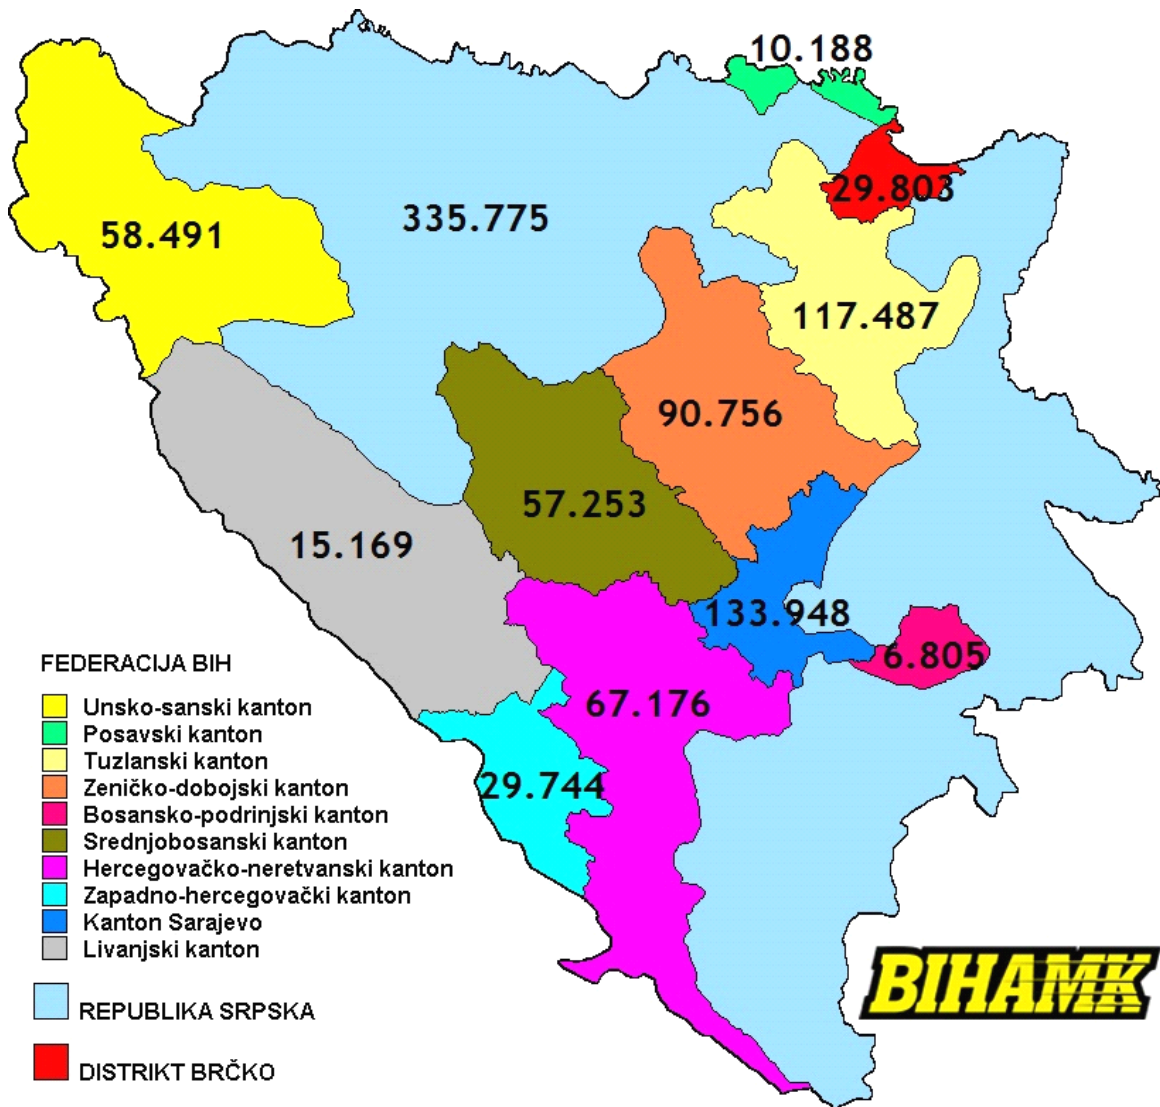 10.188
29.803
335.775
58.491
117.487
90.756
57.253
15.169
133.948
6.805
67.176
29.744
FEDERACIJA BIH
Unsko-sanski kanton
Posavski kanton
Tuzlanski kanton
Zeničko-dobojski kanton
Bosansko-podrinjski kanton
Srednjobosanski kanton
Hercegovačko-neretvanski kanton
Zapadno-hercegovački kanton
Kanton Sarajevo
Livanjski kanton
REPUBLIKA SRPSKA
DISTRIKT BRČKO
BIHAMK